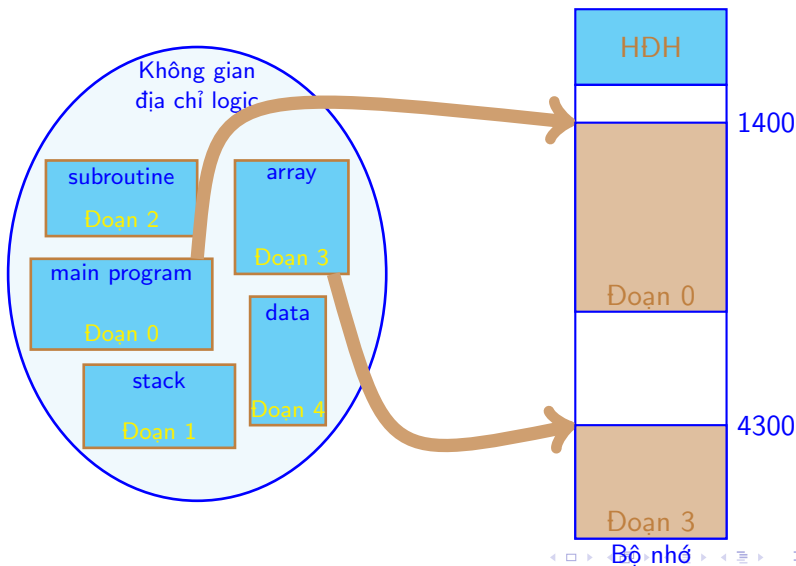 Không gian
địa chỉ logic
subroutine
Đoạn 2
array
Đoạn 3
main program
Đoạn 0
data
Đoạn 4
stack
Đoạn 1
HĐH
1400
Đoạn 0
4300
Đoạn 3
Bộ nhớ